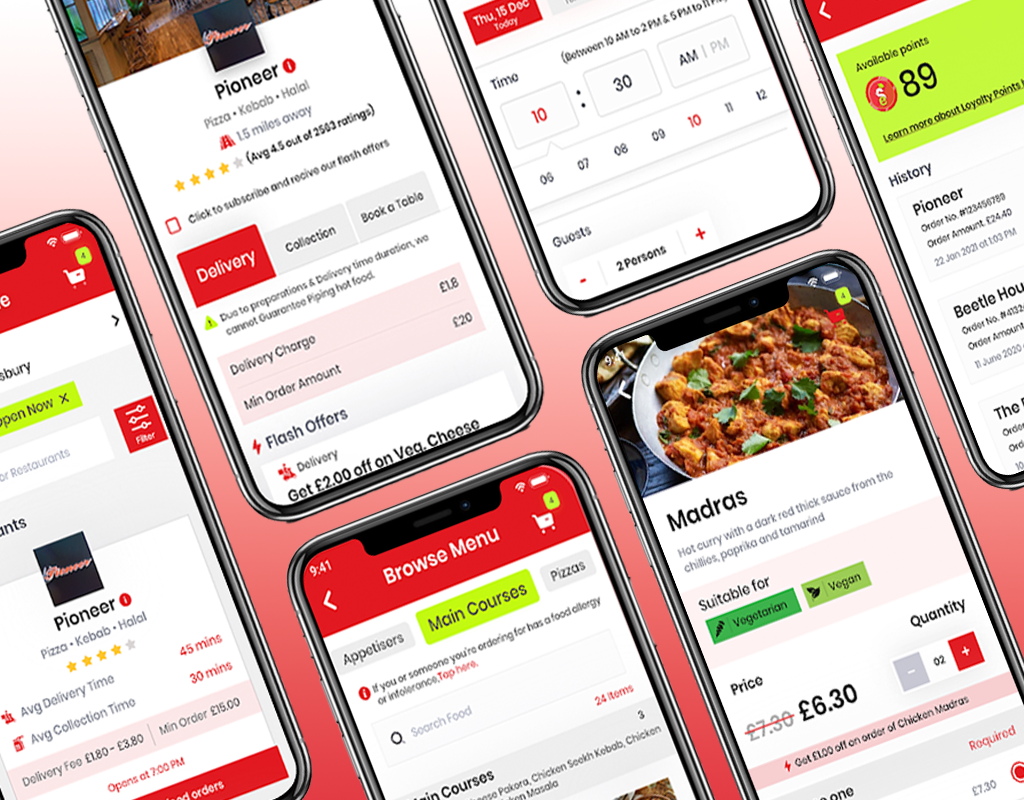 Pioneer
Pioneer
Pizza • Kebab • Halal
1.5 miles away
(Avg 4.5 out of 2563 ratings)
Click to subscribe and recive our flash offers
Delivery
Collection
Book a Table
Due to preparations & Delivery time duration, we
cannot Guarantee Piping hot food.
Delivery Charge £1.8
Min Order Amount £20
Flash Offers
Delivery
Get £2.00 off on Veg. Cheese
Thu, 15 Dec
Today
(Between 10 AM to 2 PM & 5 PM to 11
Time
10 : 30 AM | PM
06 07 08 09 10 11 12
Guests
- 2 Persons +
Available points
89
Learn more about Loyalty Points
History
Pioneer
Order No. #123456789
Order Amount. £24.40
22 Jan 2021 at 1:03 PM
Beetle Hou
Order No. #432
Order Amount
11 June 2020
The
Order
Order
4
sbury
Open Now X
Filter
or Restaurants
ants
Pioneer
Pioneer
Pizza • Kebab • Halal
Avg Delivery Time 45 mins
Avg Collection Time 30 mins
Delivery Fee £1.80 - £3.80 | Min Order £15.00
Opens at 7:00 PM
orders
9:41
4
Browse Menu
Appetisers
Main Courses
Pizzas
If you or someone you're ordering for has a food allergy
or intolerance.Tap here.
Search Food
24 Items
Main Courses 3
Pakora, Chicken Seekh Kebab, Chicken
Chicken Masala
4
Madras
Hot curry with a dark red thick sauce from the
chillies, paprika and tamarind
Suitable for
Vegetarian
Vegan
Price
Quantity
£7.30 £6.30
- 02 +
Get £1.00 off on order of Chicken Madras
one
Required
£7.30